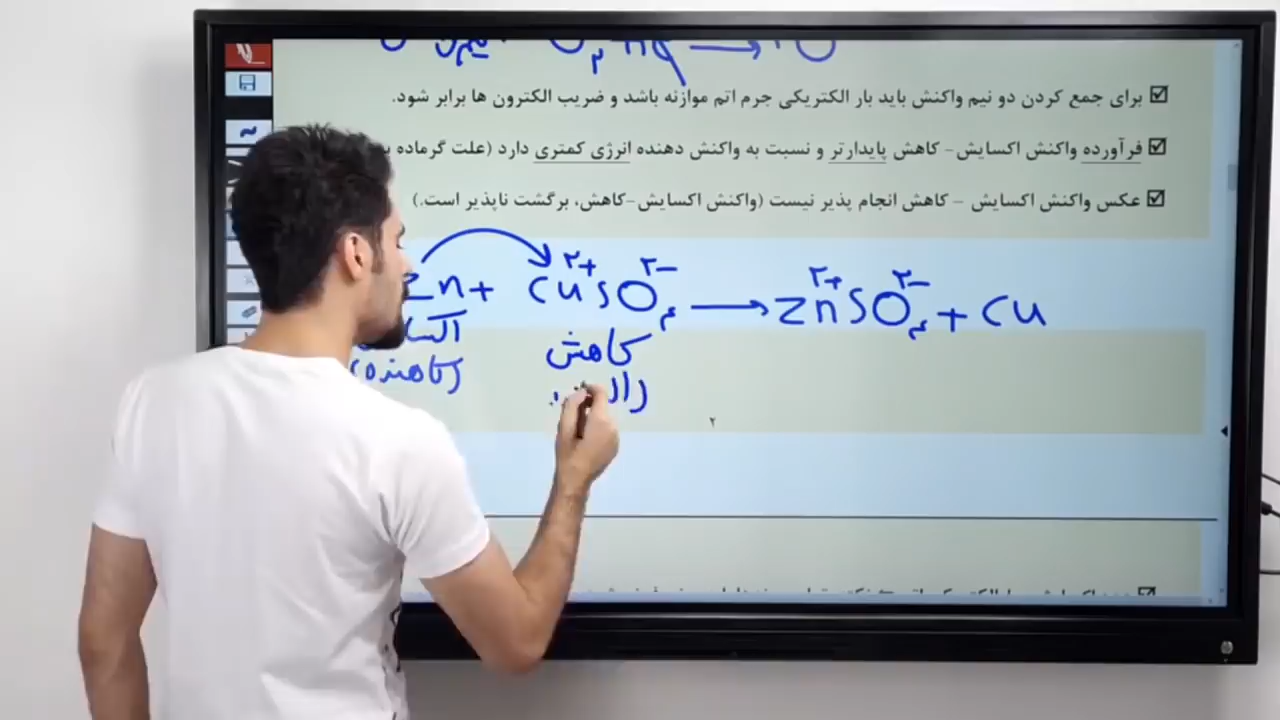 برای جمع کردن دو نیم واکنش باید بار الکتریکی جرم اتم موازنه باشد و ضریب الکترون ها برابر شود.
فرآورده واکنش اکسایش- کاهش پایدارتر و نسبت به واکنش دهنده انرژی کمتری دارد (علت گرماده
عکس واکنش اکسایش - کاهش انجام پذیر نیست (واکنش اکسایش-کاهش، برگشت ناپذیر است.)
Zn + Cu²⁺SO₄²⁻ → Zn²⁺SO₄²⁻ + Cu
کاهش
(کاهنده)
۲